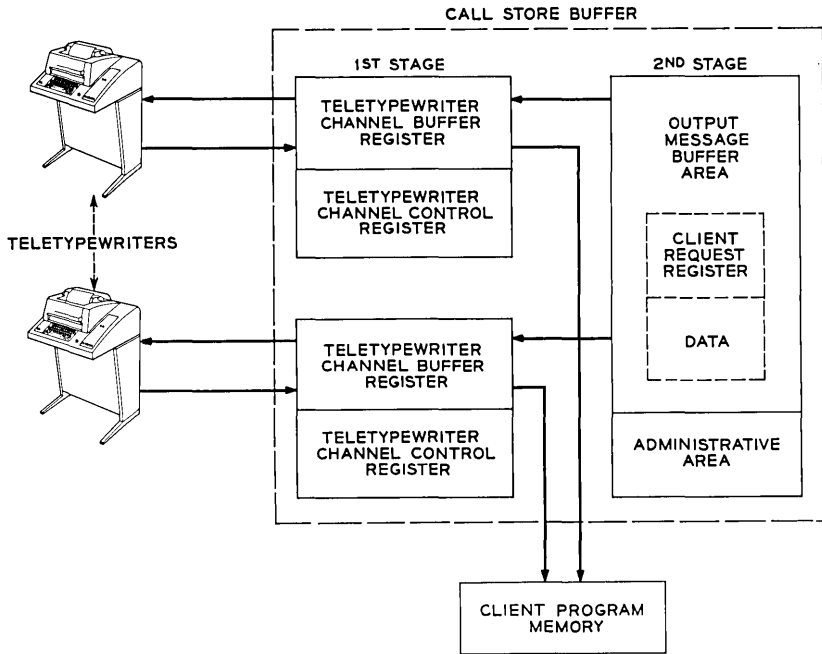 CALL STORE BUFFER
1ST STAGE
2ND STAGE
TELETYPEWRITER
CHANNEL BUFFER
REGISTER
TELETYPEWRITER
CHANNEL CONTROL
REGISTER
OUTPUT
MESSAGE
BUFFER
AREA
CLIENT
REQUEST
REGISTER
DATA
TELETYPEWRITERS
TELETYPEWRITER
CHANNEL BUFFER
REGISTER
TELETYPEWRITER
CHANNEL CONTROL
REGISTER
ADMINISTRATIVE
AREA
CLIENT PROGRAM
MEMORY